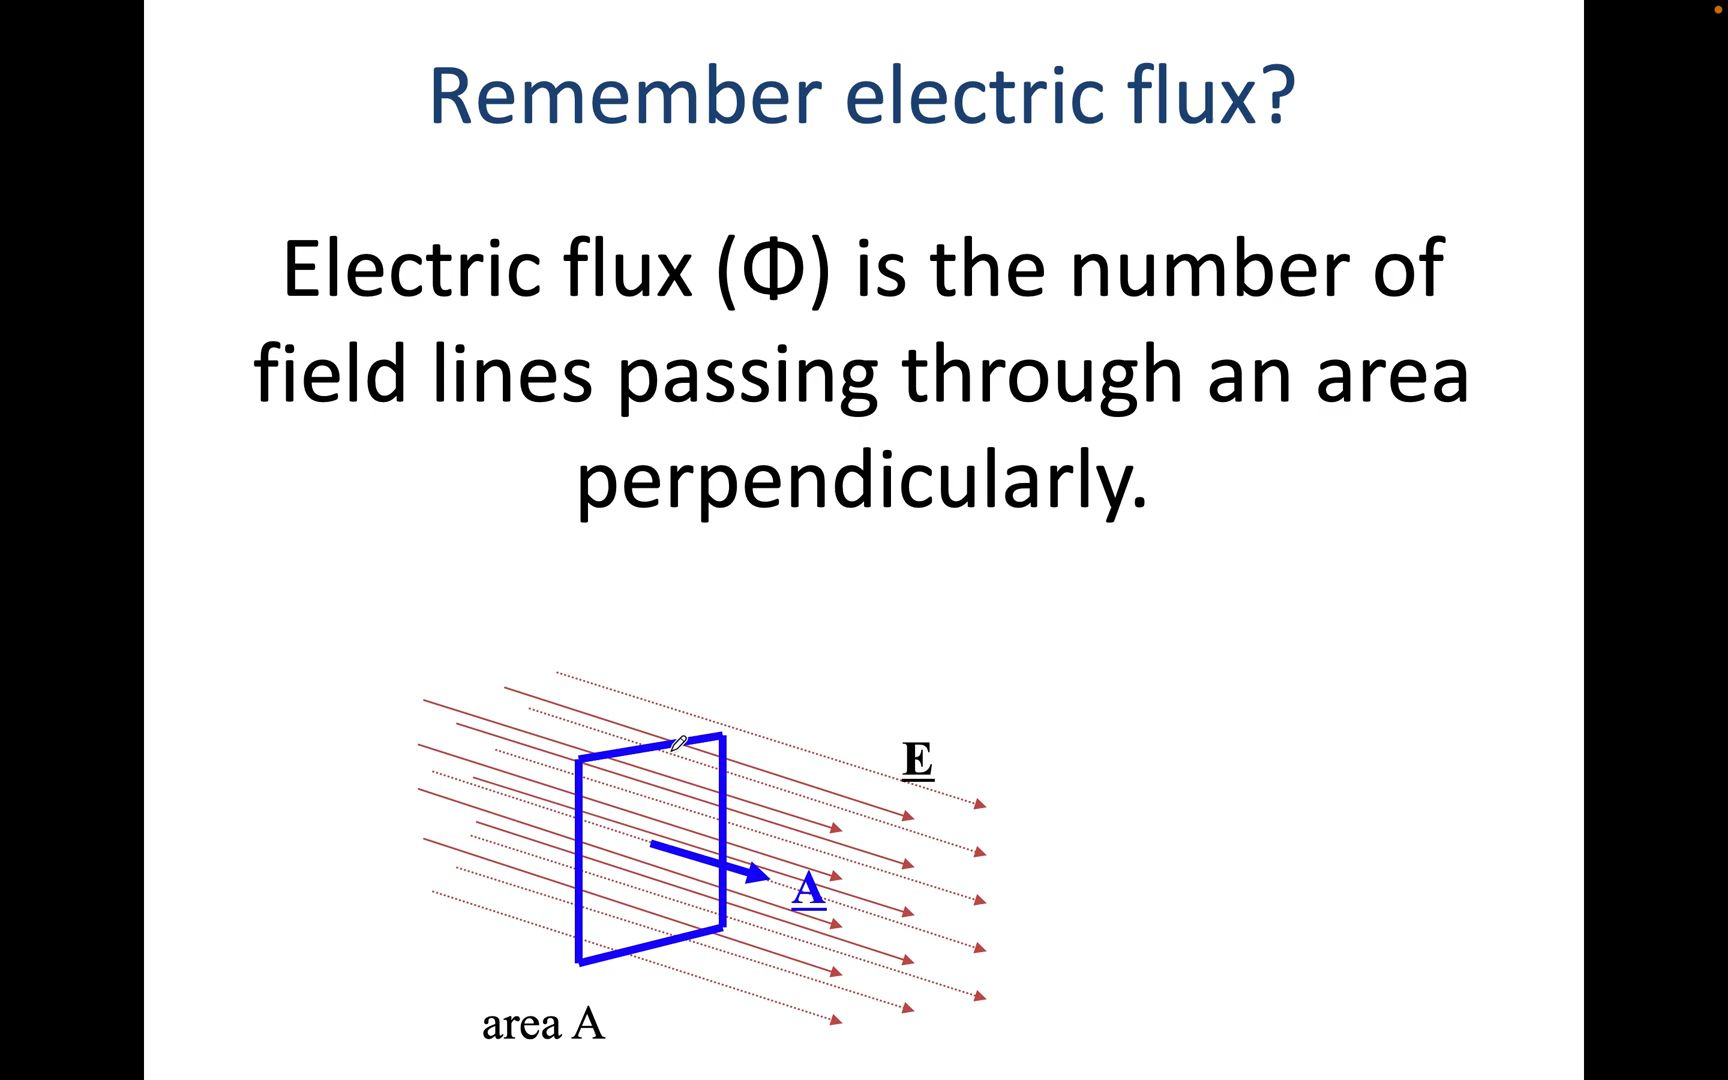 Remember electric flux?
Electric flux (Φ) is the number of
field lines passing through an area
perpendicularly.
E
A
area A